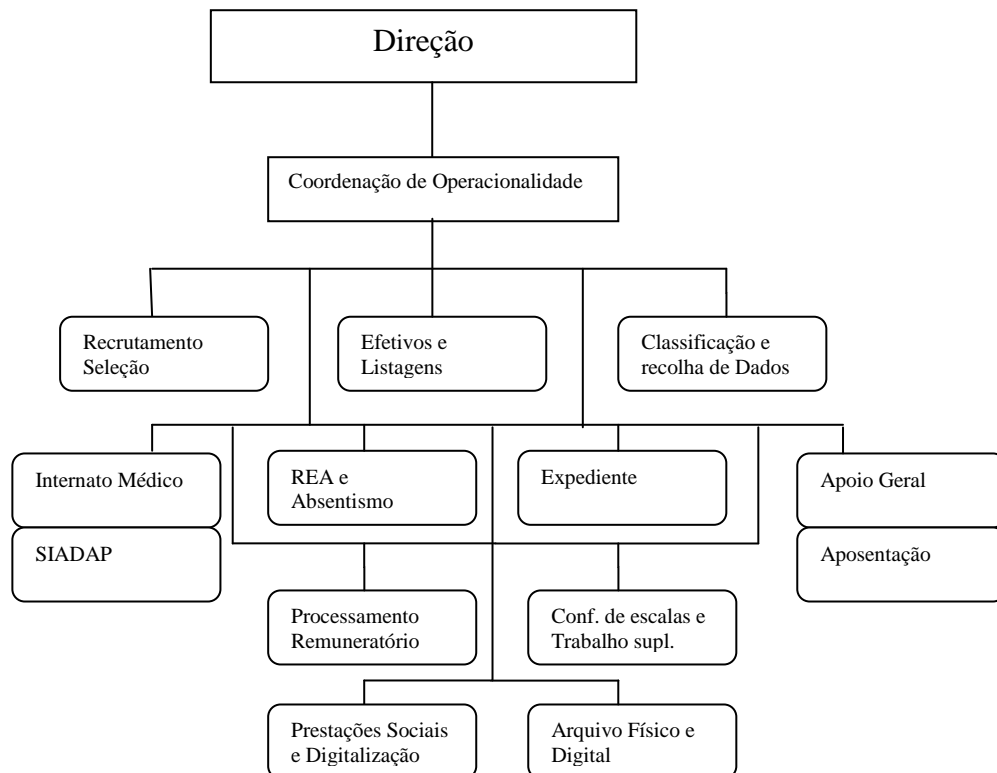 Direção
Coordenação de Operacionalidade
Recrutamento
Seleção
Efetivos e
Listagens
Classificação e
recolha de Dados
Internato Médico
REA e
Absentismo
Expediente
Apoio Geral
SIADAP
Aposentação
Processamento
Remuneratório
Conf. de escalas e
Trabalho supl.
Prestações Sociais
e Digitalização
Arquivo Físico e
Digital